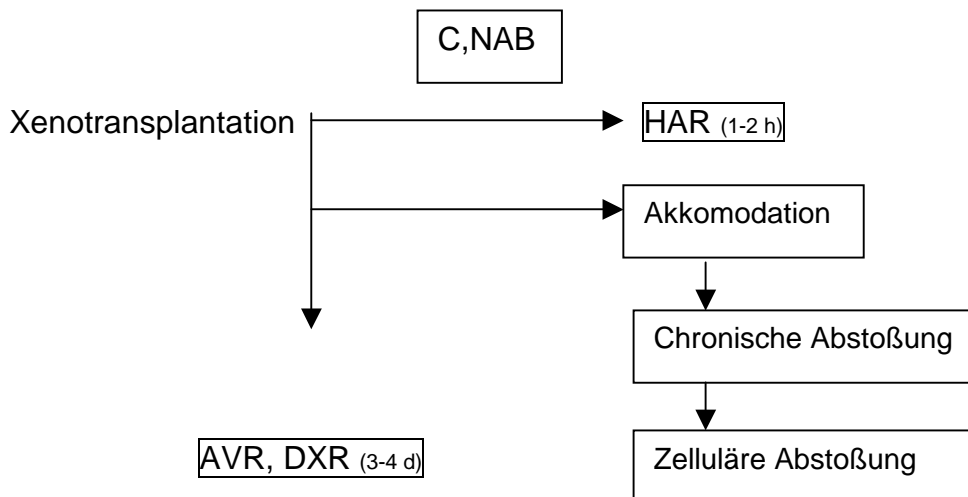 C,NAB
Xenotransplantation
HAR (1-2 h)
Akkomodation
Chronische Abstoßung
AVR, DXR (3-4 d)
Zelluläre Abstoßung